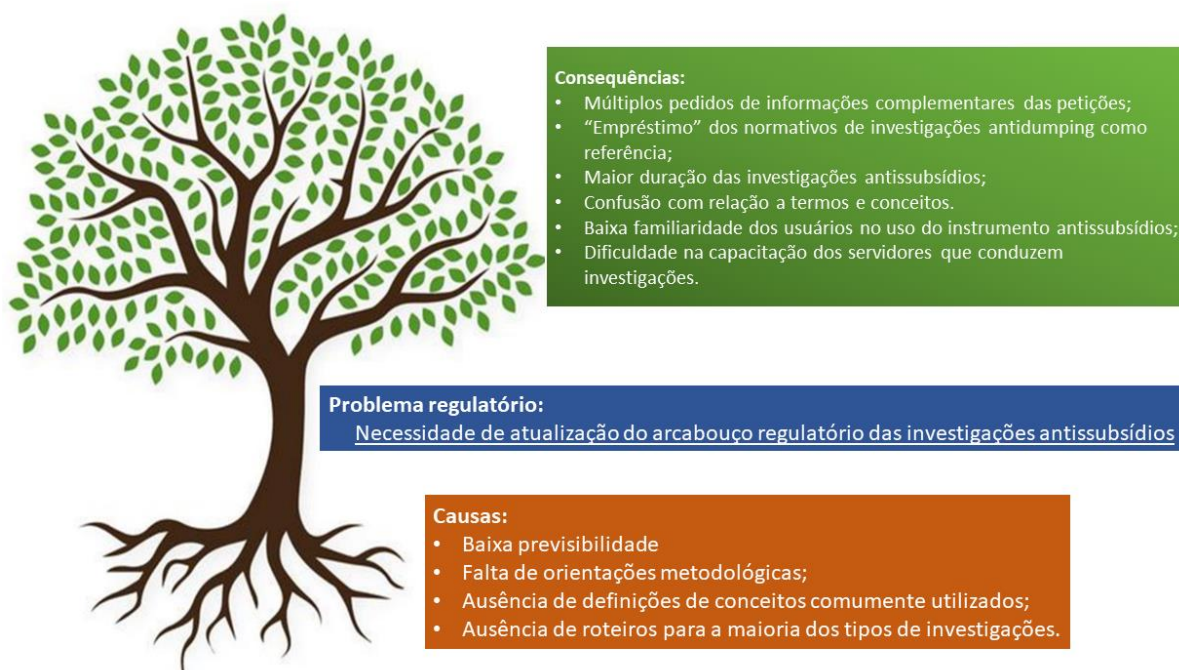 Consequências:
• Múltiplos pedidos de informações complementares das petições;
• “Empréstimo” dos normativos de investigações antidumping como
referência;
• Maior duração das investigações antissubsídios;
• Confusão com relação a termos e conceitos.
• Baixa familiaridade dos usuários no uso do instrumento antissubsídios;
• Dificuldade na capacitação dos servidores que conduzem
investigações.
Problema regulatório:
Necessidade de atualização do arcabouço regulatório das investigações antissubsídios
Causas:
• Baixa previsibilidade
• Falta de orientações metodológicas;
• Ausência de definições de conceitos comumente utilizados;
• Ausência de roteiros para a maioria dos tipos de investigações.